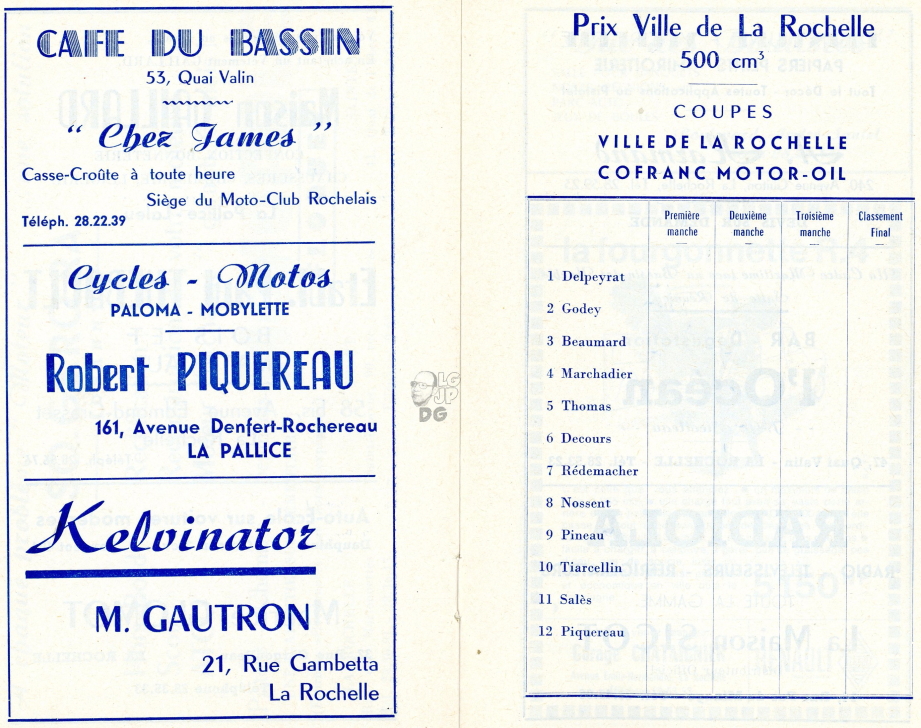 CAFE DU BASSIN
53, Quai Valin
“ Chez James ”
Casse-Croûte à toute heure
Siège du Moto-Club Rochelais
Téléph. 28.22.39
Cycles - Motos
PALOMA - MOBYLETTE
Robert PIQUEREAU
161, Avenue Denfert-Rochereau
LA PALLICE
Kelvinator
M. GAUTRON
21, Rue Gambetta
La Rochelle
LG
JP
DG
Prix Ville de La Rochelle
500 cm³
COUPES
VILLE DE LA ROCHELLE
COFRANC MOTOR-OIL
Première manche Deuxième manche Troisième manche Classement Final
1 Delpeyrat
2 Godey
3 Beaumard
4 Marchadier
5 Thomas
6 Decours
7 Rédemacher
8 Nossent
9 Pineau
10 Tiarcellin
11 Salès
12 Piquereau